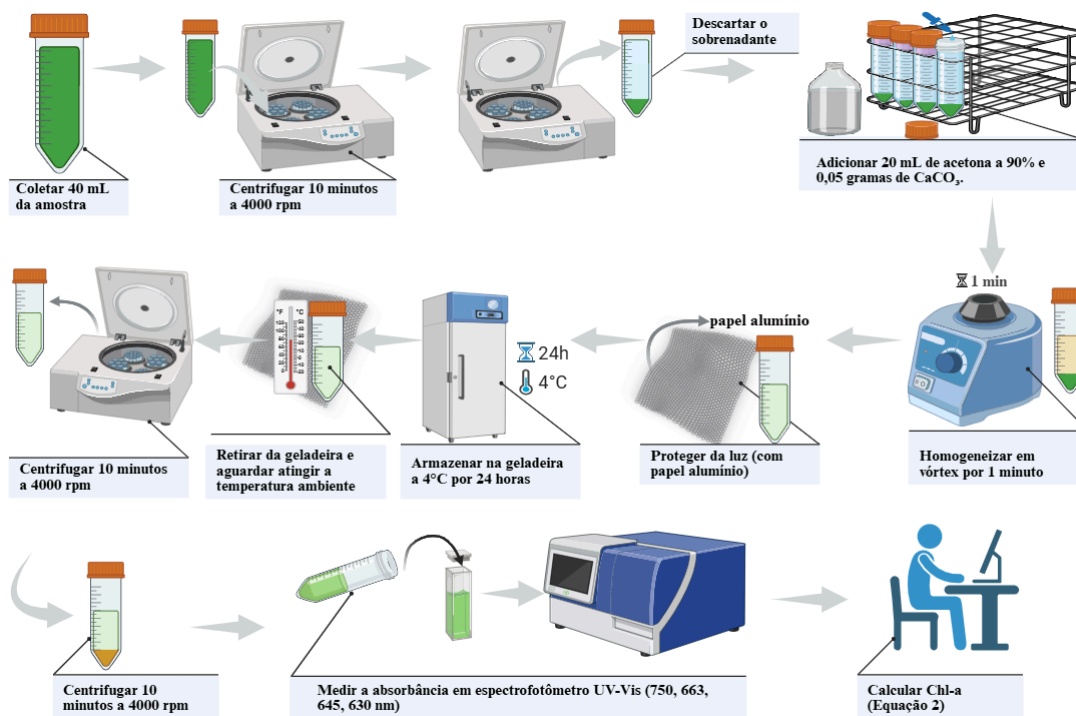 Descartar o
sobrenadante
Coletar 40 mL
da amostra
Centrifugar 10 minutos
a 4000 rpm
Adicionar 20 mL de acetona a 90% e
0,05 gramas de CaCO₃.
1 min
Homogeneizar em
vórtex por 1 minuto
papel alumínio
Proteger da luz (com
papel alumínio)
24h
4°C
Armazenar na geladeira
a 4°C por 24 horas
°F °C
Retirar da geladeira e
aguardar atingir a
temperatura ambiente
Centrifugar 10 minutos
a 4000 rpm
Centrifugar 10
minutos a 4000 rpm
Medir a absorbância em espectrofotômetro UV-Vis (750, 663,
645, 630 nm)
Calcular Chl-a
(Equação 2)